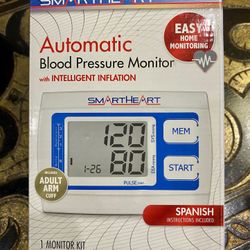 SMARTHEART
EASY
HOME
MONITORING
Automatic
Blood Pressure Monitor
with INTELLIGENT INFLATION
SMARTHEART
120
80
1-26
PULSE/min
MEM
START
INCLUDES
ADULT
ARM
CUFF
SPANISH
INSTRUCTIONS INCLUDED
1 MONITOR KIT